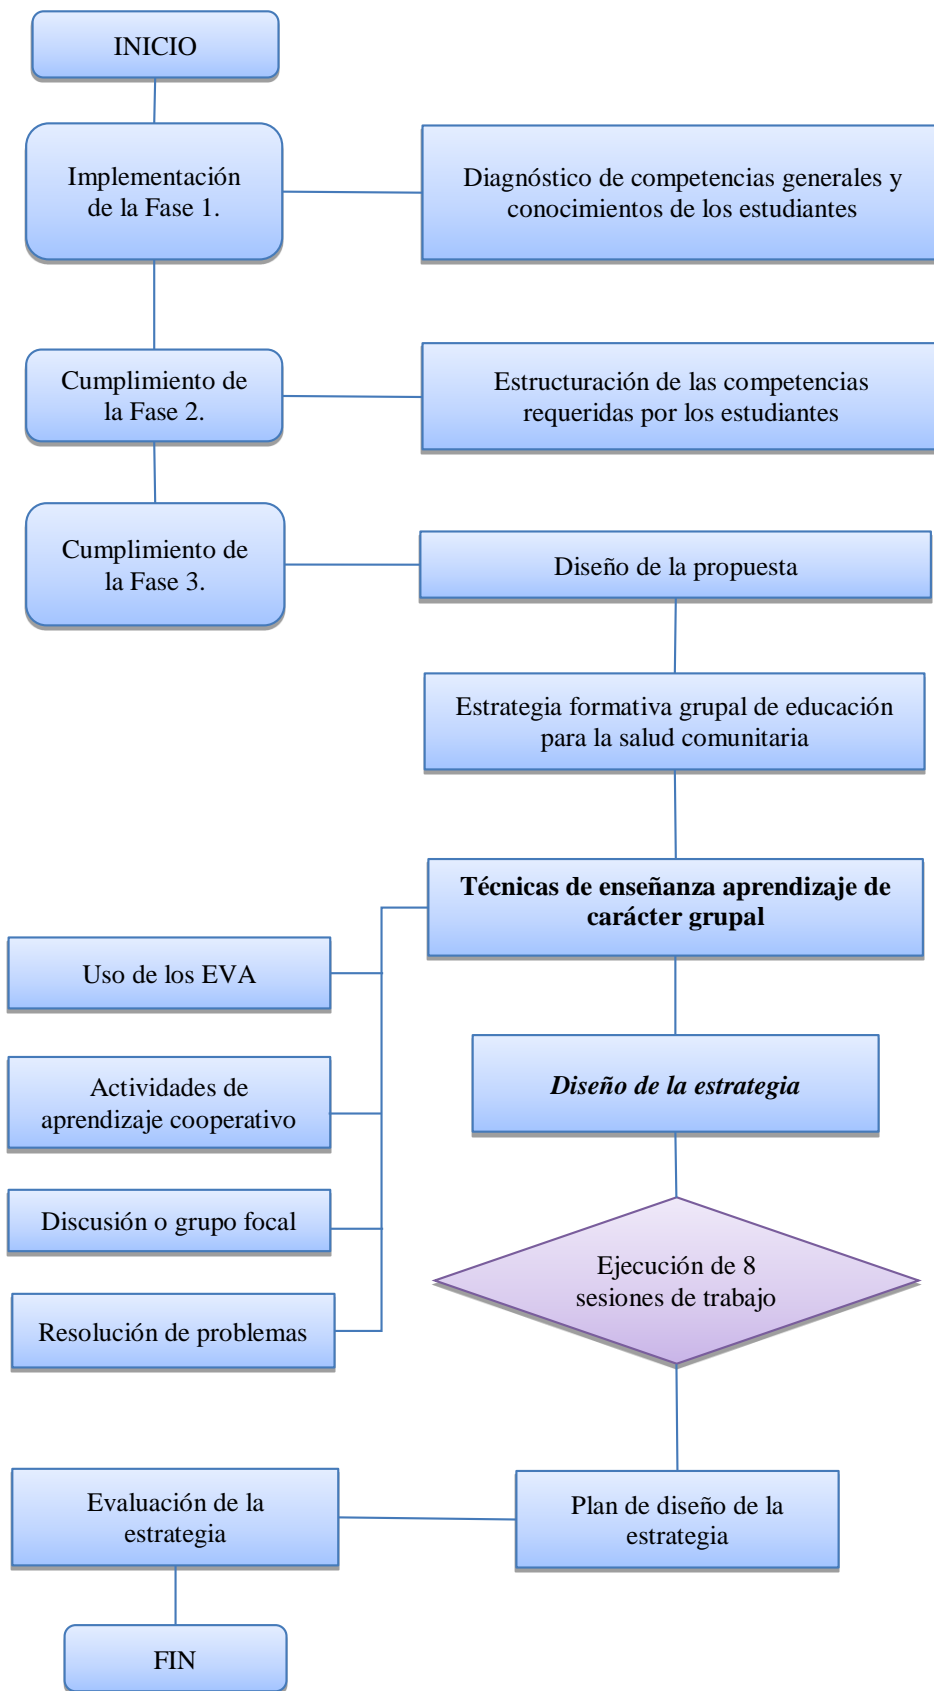 INICIO
Implementación
de la Fase 1.
Diagnóstico de competencias generales y
conocimientos de los estudiantes
Cumplimiento de
la Fase 2.
Estructuración de las competencias
requeridas por los estudiantes
Cumplimiento de
la Fase 3.
Diseño de la propuesta
Estrategia formativa grupal de educación
para la salud comunitaria
Técnicas de enseñanza aprendizaje de
carácter grupal
Uso de los EVA
Actividades de
aprendizaje cooperativo
Discusión o grupo focal
Resolución de problemas
Diseño de la estrategia
Ejecución de 8
sesiones de trabajo
Plan de diseño de la
estrategia
Evaluación de la
estrategia
FIN